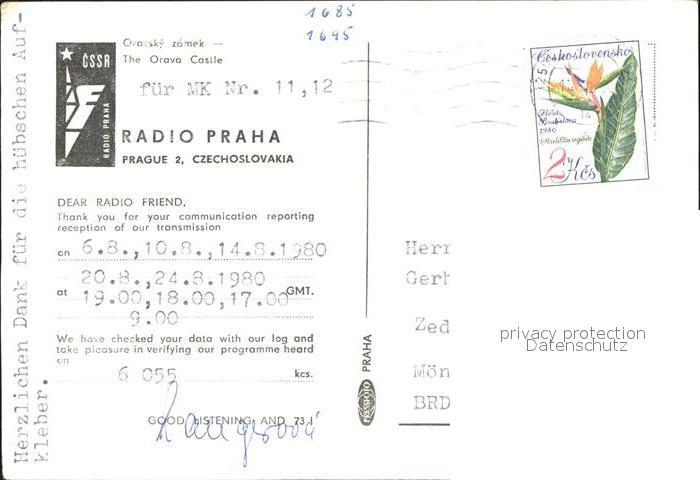 1685
1695
Herzlichen Dank für die hübschen Auf-
kleber.
ČSSR
RADIO PRAHA
Oravský zámek —
The Orava Castle
für MK Nr. 11,12
RADIO PRAHA
PRAGUE 2, CZECHOSLOVAKIA
DEAR RADIO FRIEND,
Thank you for your communication reporting
reception of our transmission
on 6.8.,10.8.,14.8.1980
20.8.,24.8.1980
at 19.00,18.00,17.00 GMT.
9.00
We have checked your data with our log and
take pleasure in verifying our programme heard
on
6 055 kcs.
GOOD LISTENING AND 73 !
PRESSFOTO PRAHA
Československo
Flóra
Bratislava
1980
Strelitzia reginae
2 Kčs
Herr
Gerh
Zed
Mön
BRD
privacy protection
Datenschutz